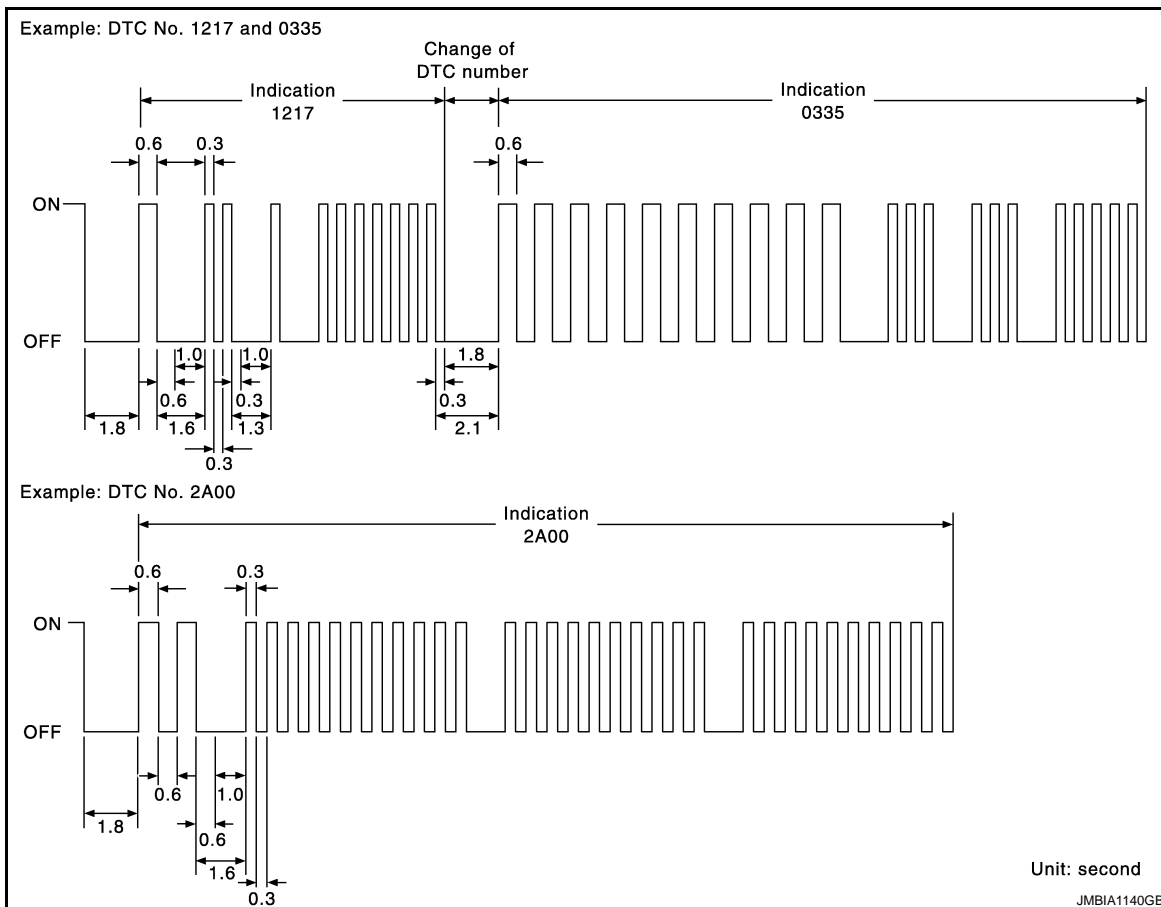 Example: DTC No. 1217 and 0335
Change of
DTC number
Indication
1217
Indication
0335
0.6
0.3
0.6
ON
OFF
1.0
1.0
1.8
0.6
0.3
0.3
1.8
1.6
1.3
2.1
0.3
Example: DTC No. 2A00
Indication
2A00
0.6
0.3
ON
OFF
0.6
1.0
1.8
0.6
1.6
0.3
Unit: second
JMBIA1140GB